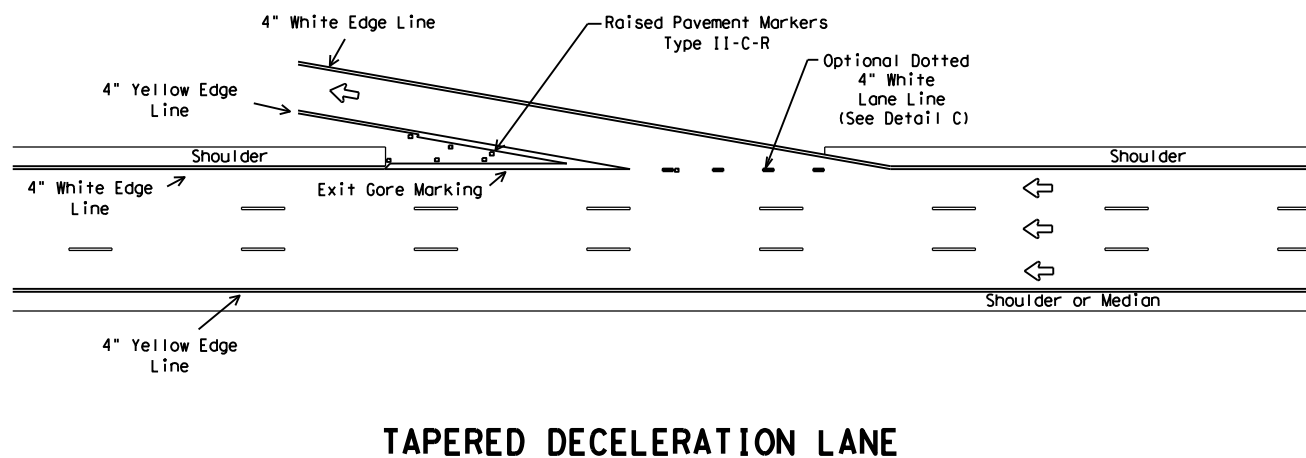 4" White Edge Line
Raised Pavement Markers
Type II-C-R
Optional Dotted
4" White
Lane Line
(See Detail C)
4" Yellow Edge
Line
Shoulder
Shoulder
4" White Edge
Line
Exit Gore Marking
Shoulder or Median
4" Yellow Edge
Line
TAPERED DECELERATION LANE